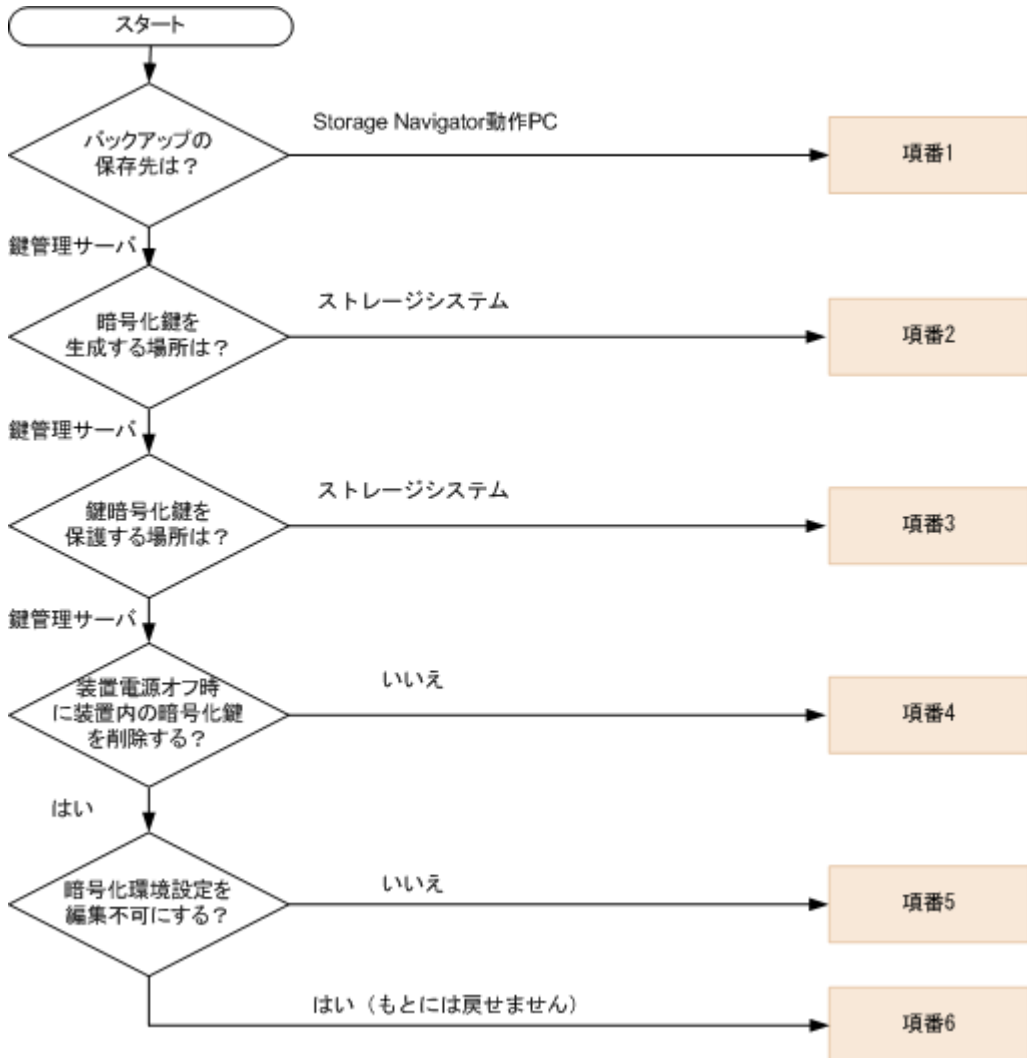 スタート
バックアップの
保存先は？
Storage Navigator動作PC
項番1
鍵管理サーバ
暗号化鍵を
生成する場所は？
ストレージシステム
項番2
鍵管理サーバ
鍵暗号化鍵を
保護する場所は？
ストレージシステム
項番3
鍵管理サーバ
装置電源オフ時
に装置内の暗号化鍵
を削除する？
いいえ
項番4
はい
暗号化環境設定を
編集不可にする？
いいえ
項番5
はい（もとには戻せません）
項番6